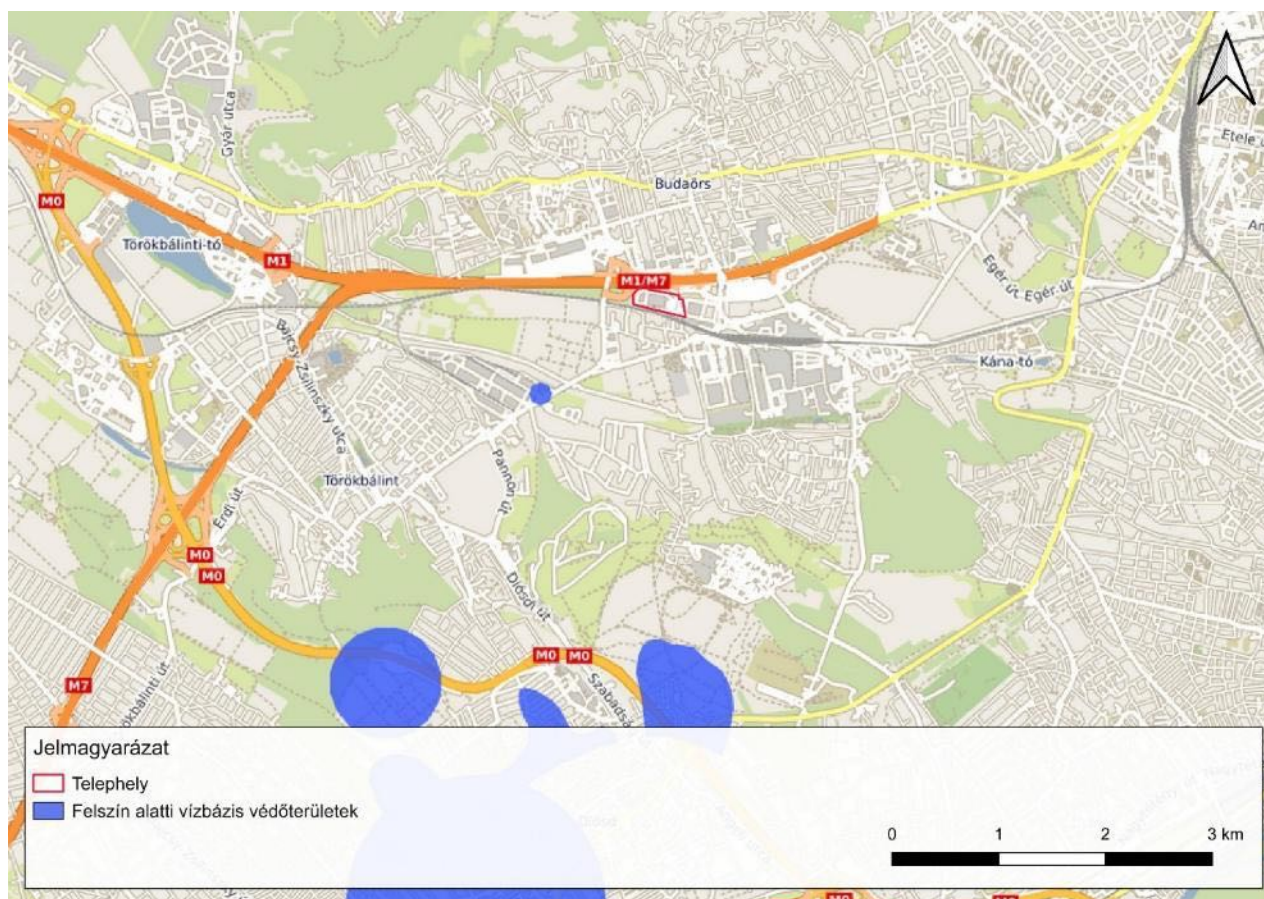 Gyár utca
Etele
M0
Budaörs
Törökbálinti-tó
M1
M1/M7
Egér út
Egér út
Bajcsy-Zsilinszky utca
Kána-tó
Törökbálint
Pannon út
Érdi út
M0
M0
Diósdi út
M0
M0
M7
Szabadsá
Jelmagyarázat
Telephely
Felszín alatti vízbázis védőterületek
0 1 2 3 km